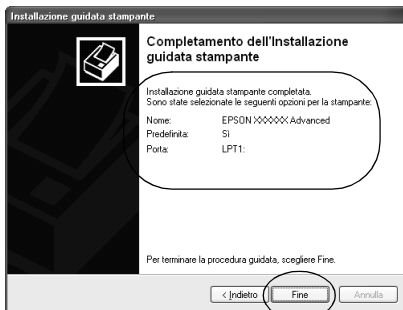 Installazione guidata stampante
Completamento dell'Installazione
guidata stampante
Installazione guidata stampante completata.
Sono state selezionate le seguenti opzioni per la stampante:
Nome: EPSON XXXXXX Advanced
Predefinita: Sì
Porta: LPT1:
Per terminare la procedura guidata, scegliere Fine.
< Indietro Fine Annulla